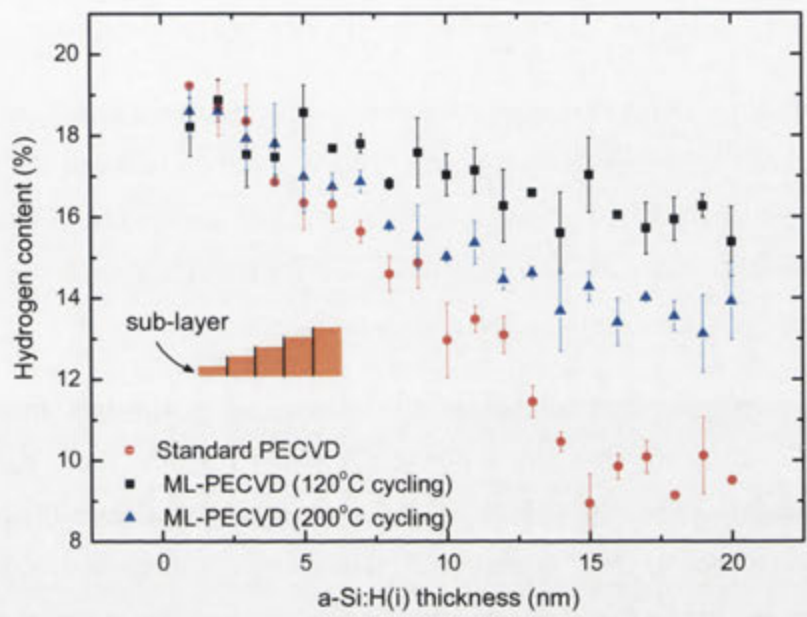 20
18
16
14
12
10
8
Hydrogen content (%)
sub-layer
Standard PECVD
ML-PECVD (120°C cycling)
ML-PECVD (200°C cycling)
0 5 10 15 20
a-Si:H(i) thickness (nm)